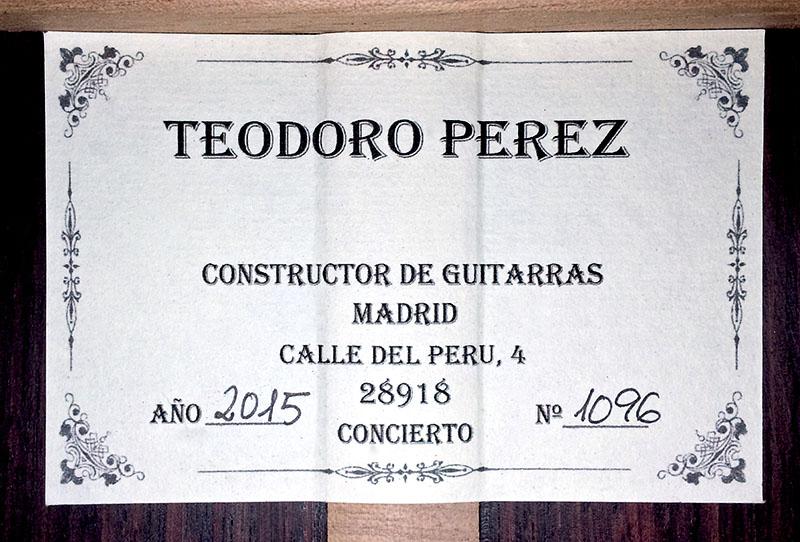 TEODORO PEREZ
CONSTRUCTOR DE GUITARRAS
MADRID
CALLE DEL PERU, 4
28918
AÑO 2015
Nº 1096
CONCIERTO